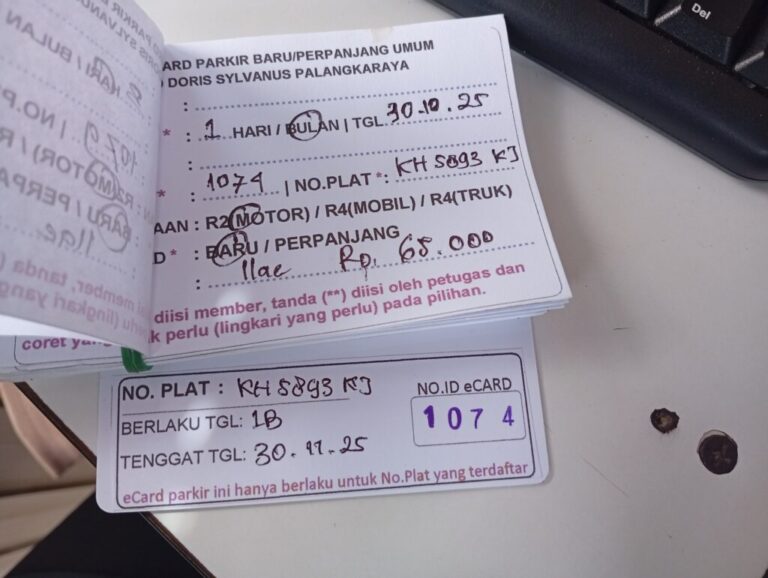 ARD PARKIR BARU/PERPANJANG UMUM
DORIS SYLVANUS PALANGKARAYA
:
* : 1 HARI / BULAN | TGL 30.10.25
:
* : 1074 | NO.PLAT *: KH 5893 KJ
AAN : R2(MOTOR) / R4(MOBIL) / R4(TRUK)
D * : BARU / PERPANJANG
: Rp. 65.000
diisi member, tanda (**) diisi oleh petugas dan
k perlu (lingkari yang perlu) pada pilihan.
coret yan
NO. PLAT : KH 5893 KJ
BERLAKU TGL: 1B
TENGGAT TGL: 30.11.25
NO.ID eCARD
1074
eCard parkir ini hanya berlaku untuk No.Plat yang terdaftar
Del